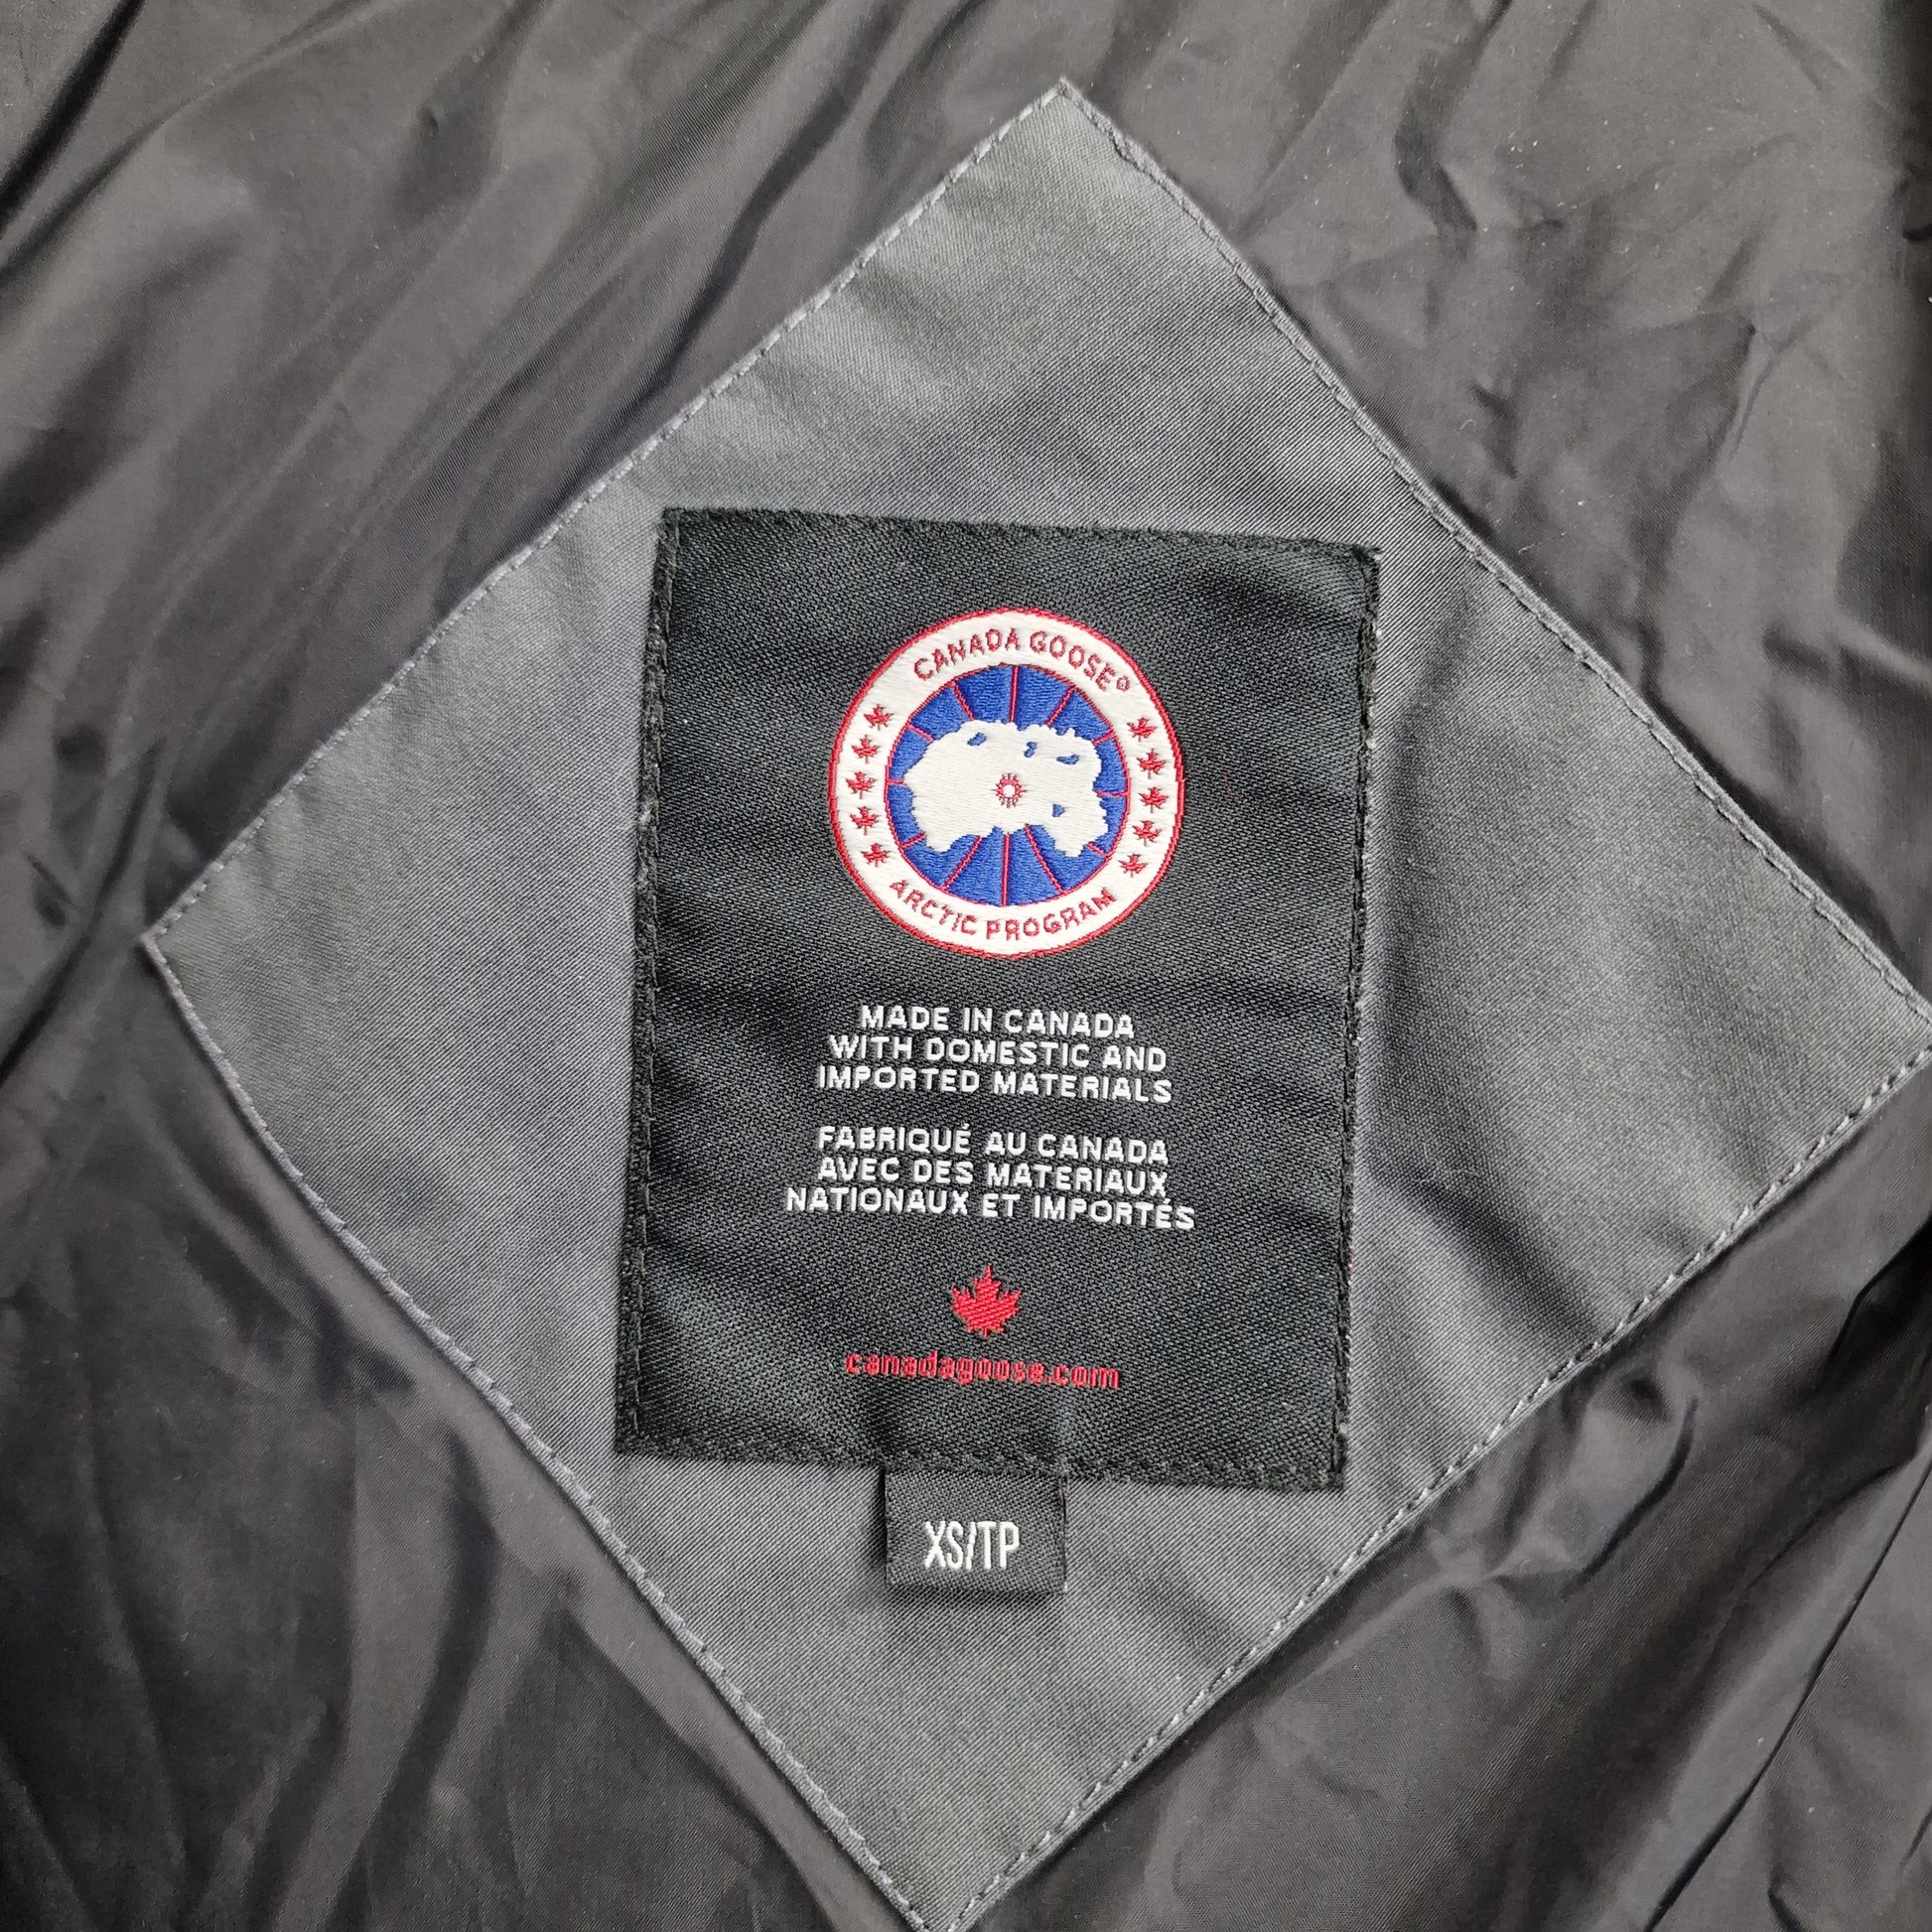 CANADA GOOSE®
ARCTIC PROGRAM
MADE IN CANADA
WITH DOMESTIC AND
IMPORTED MATERIALS
FABRIQUÉ AU CANADA
AVEC DES MATERIAUX
NATIONAUX ET IMPORTÉS
canadagoose.com
XS/TP